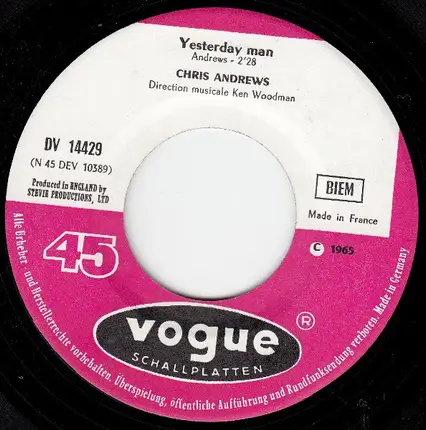 Yesterday man
Andrews - 2'28
CHRIS ANDREWS
Direction musicale Ken Woodman
DV 14429
(N 45 DEV 10389)
Produced in ENGLAND by
STEVIE PRODUCTIONS, LTD
BIEM
Made in France
45
C 1965
vogue ®
SCHALLPLATTEN
Alle Urheber - und Herstellerrechte vorbehalten. Überspielung, öffentliche Aufführung und Rundfunksendung verboten. Made in Germany